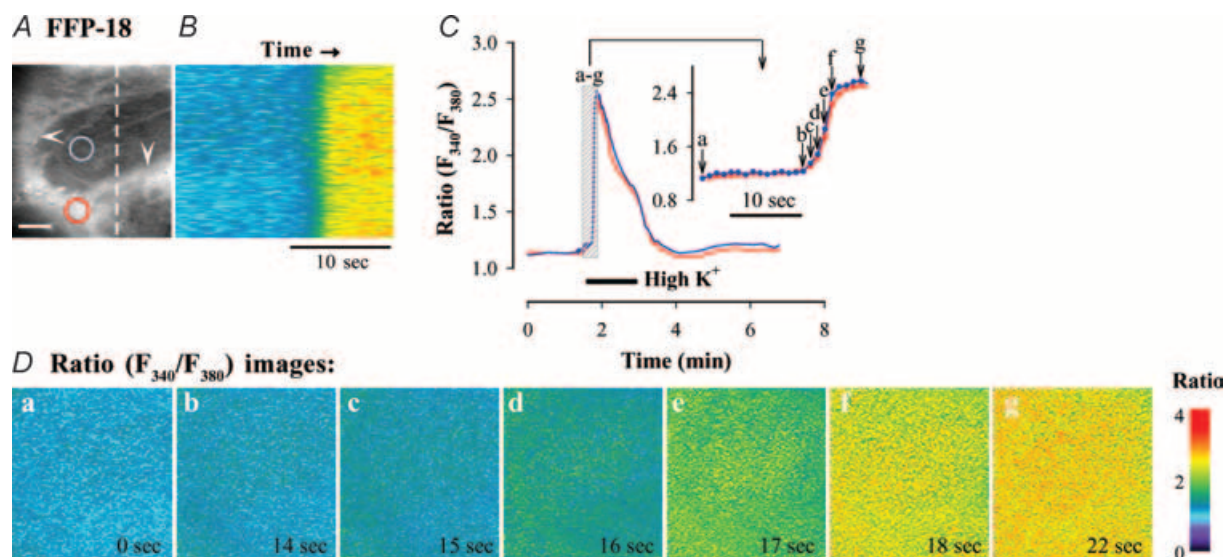 A FFP-18
B
Time →
10 sec
C
3.0
2.5
2.0
1.5
1.0
Ratio (F340/F380)
a-g
2.4
1.8
1.2
a
b
c
d
e
f
g
10 sec
High K+
0 2 4 6 8
Time (min)
D Ratio (F340/F380) images:
a
0 sec
b
14 sec
c
15 sec
d
16 sec
e
17 sec
f
18 sec
g
22 sec
Ratio
4
2
0